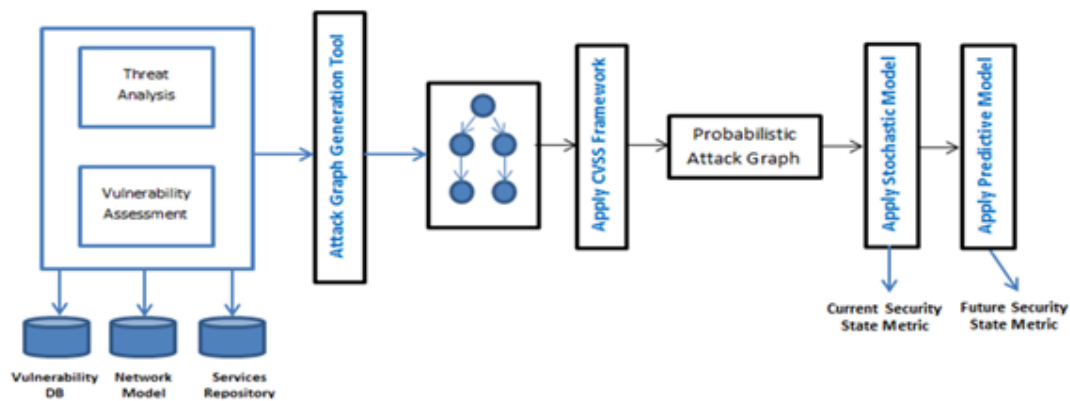 Threat
Analysis
Vulnerability
Assessment
Vulnerability
DB
Network
Model
Services
Repository
Attack Graph Generation Tool
Apply CVSS Framework
Probabilistic
Attack Graph
Apply Stochastic Model
Apply Predictive Model
Current Security
State Metric
Future Security
State Metric